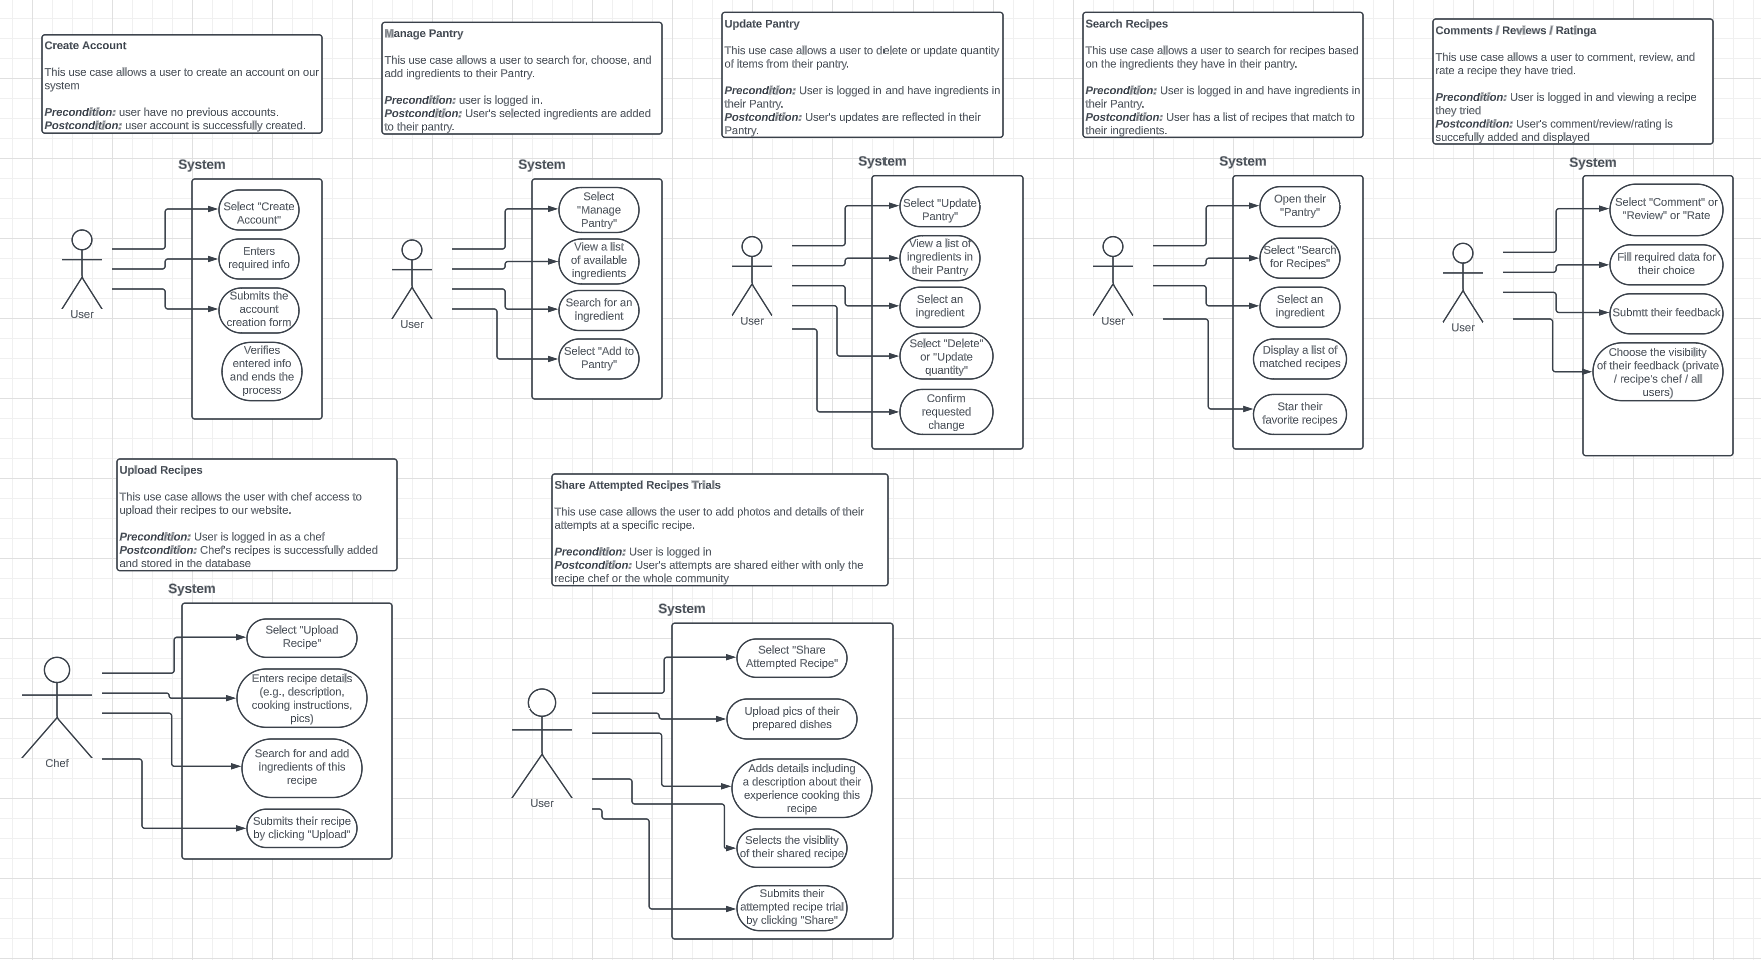 Create Account
This use case allows a user to create an account on our
system
Precondition: user have no previous accounts.
Postcondition: user account is successfully created.
System
Select "Create
Account"
Enters
required info
Submits the
account
creation form
Verifies
entered info
and ends the
process
User
Manage Pantry
This use case allows a user to search for, choose, and
add ingredients to their Pantry.
Precondition: user is logged in.
Postcondition: User's selected ingredients are added
to their pantry.
System
Select
"Manage
Pantry"
View a list
of available
ingredients
Search for an
ingredient
Select "Add to
Pantry"
User
Update Pantry
This use case allows a user to delete or update quantity
of items from their pantry.
Precondition: User is logged in and have ingredients in
their Pantry.
Postcondition: User's updates are reflected in their
Pantry.
System
Select "Update
Pantry"
View a list of
ingredients in
their Pantry
Select an
ingredient
Select "Delete"
or "Update
quantity"
Confirm
requested
change
User
Search Recipes
This use case allows a user to search for recipes based
on the ingredients they have in their pantry.
Precondition: User is logged in and have ingredients in
their Pantry.
Postcondition: User has a list of recipes that match to
their ingredients.
System
Open their
"Pantry"
Select "Search
for Recipes"
Select an
ingredient
Display a list of
matched recipes
Star their
favorite recipes
User
Comments / Reviews / Ratinga
This use case allows a user to comment, review, and
rate a recipe they have tried.
Precondition: User is logged in and viewing a recipe
they tried
Postcondition: User's comment/review/rating is
succefully added and displayed
System
Select "Comment" or
"Review" or "Rate
Fill required data for
their choice
Submtt their feedback
Choose the visibility
of their feedback (private
/ recipe's chef / all
users)
User
Upload Recipes
This use case allows the user with chef access to
upload their recipes to our website.
Precondition: User is logged in as a chef
Postcondition: Chef's recipes is successfully added
and stored in the database
System
Select "Upload
Recipe"
Enters recipe details
(e.g., description,
cooking instructions,
pics)
Search for and add
ingredients of this
recipe
Submits their recipe
by clicking "Upload"
Chef
Share Attempted Recipes Trials
This use case allows the user to add photos and details of their
attempts at a specific recipe.
Precondition: User is logged in
Postcondition: User's attempts are shared either with only the
recipe chef or the whole community
System
Select "Share
Attempted Recipe"
Upload pics of their
prepared dishes
Adds details including
a description about their
experience cooking this
recipe
Selects the visiblity
of their shared recipe
Submits their
attempted recipe trial
by clicking "Share"
User